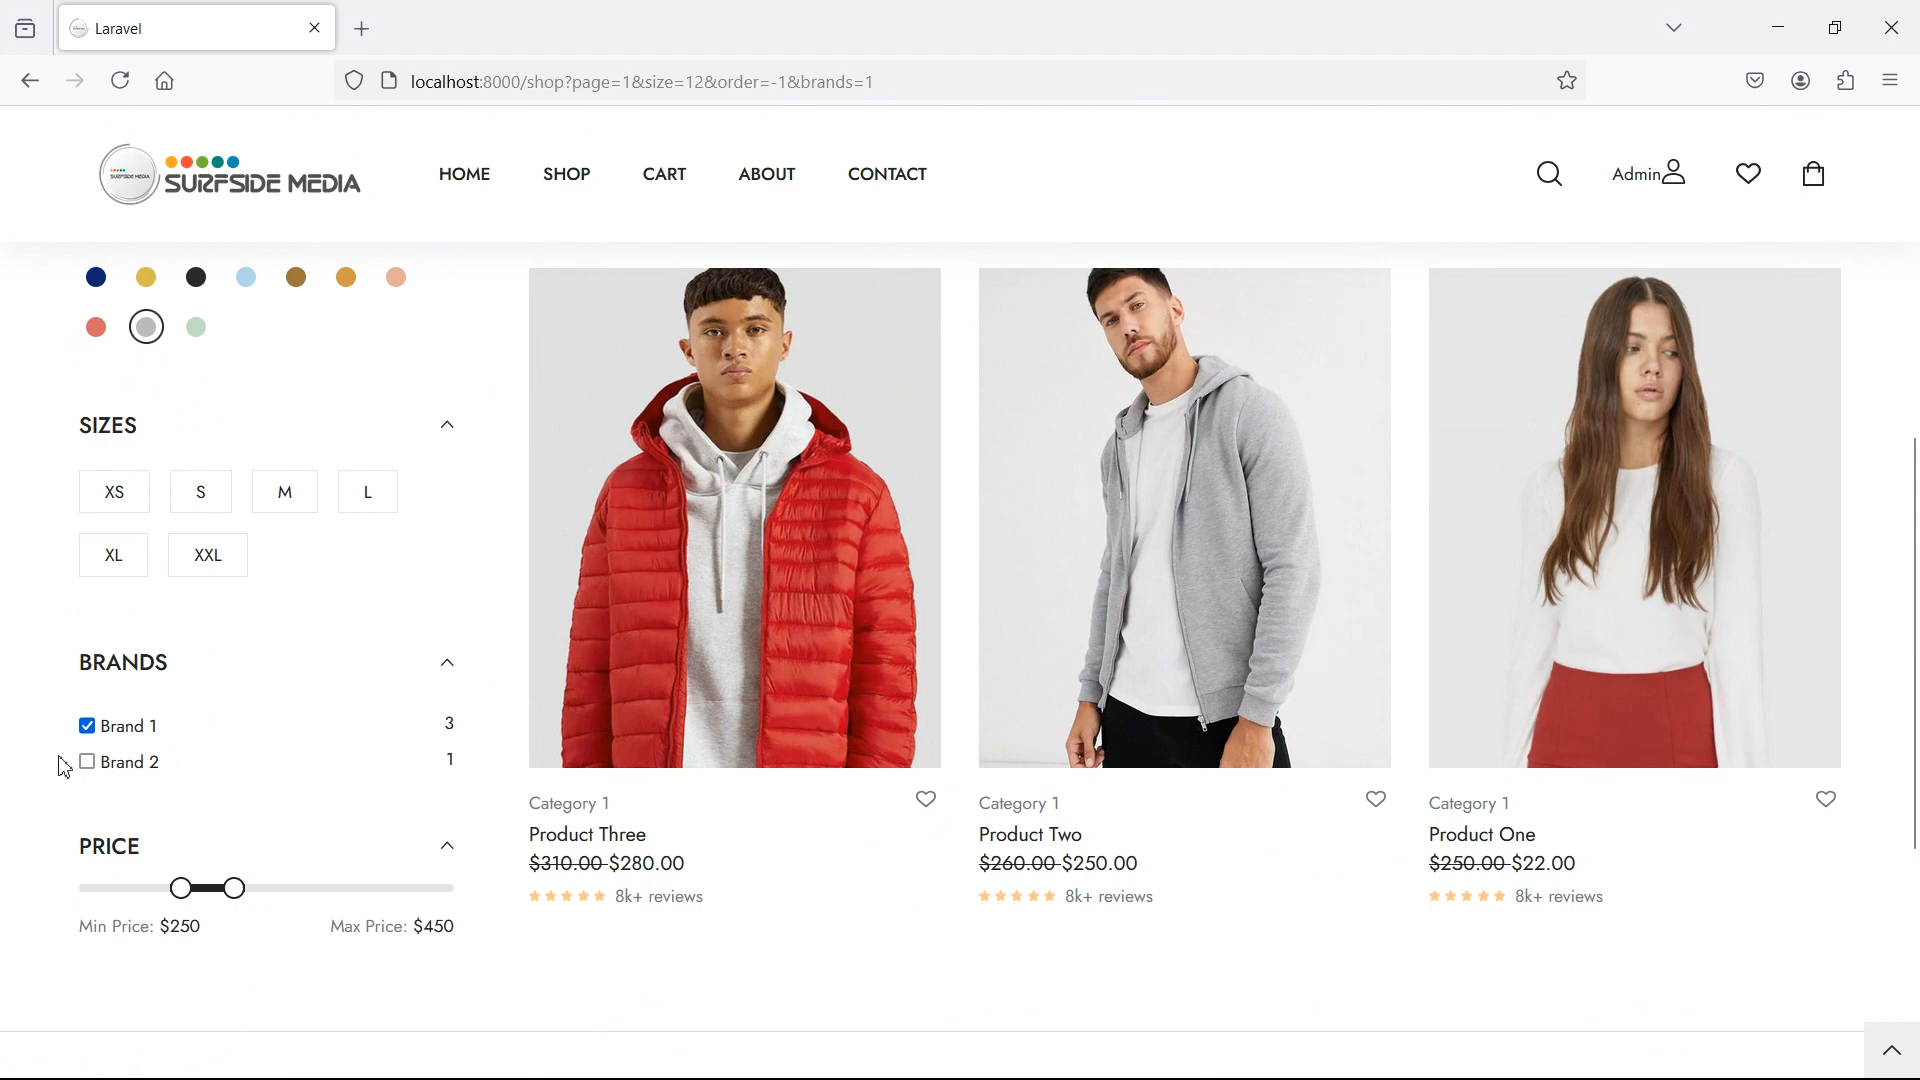 Laravel
localhost:8000/shop?page=1&size=12&order=-1&brands=1
SURFSIDE MEDIA
SURFSIDE MEDIA
HOME
SHOP
CART
ABOUT
CONTACT
Admin
SIZES
XS
S
M
L
XL
XXL
BRANDS
Brand 1
3
Brand 2
1
PRICE
Min Price: $250
Max Price: $450
Category 1
Product Three
$310.00 $280.00
8k+ reviews
Category 1
Product Two
$260.00 $250.00
8k+ reviews
Category 1
Product One
$250.00 $22.00
8k+ reviews